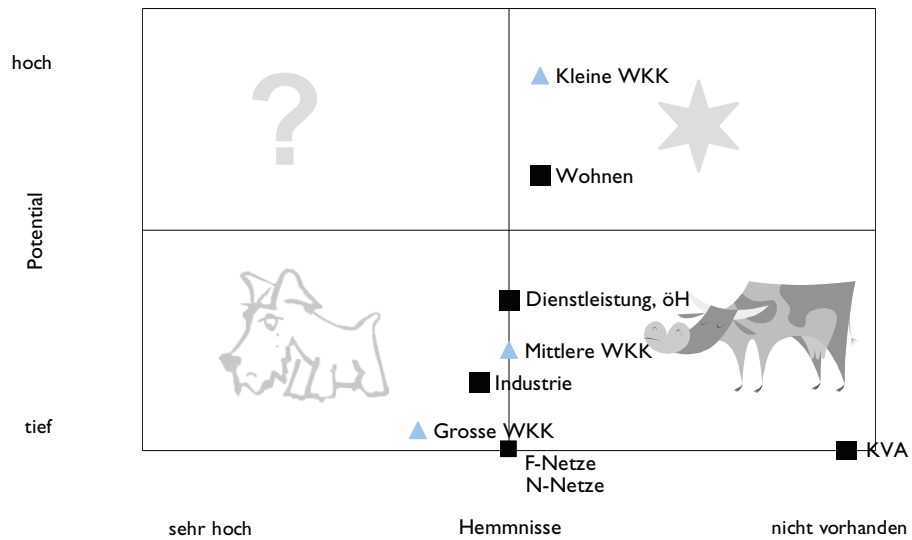 hoch
?
Kleine WKK
Wohnen
Potential
Dienstleistung, öH
Mittlere WKK
Industrie
tief
Grosse WKK
KVA
F-Netze
N-Netze
sehr hoch
Hemmnisse
nicht vorhanden